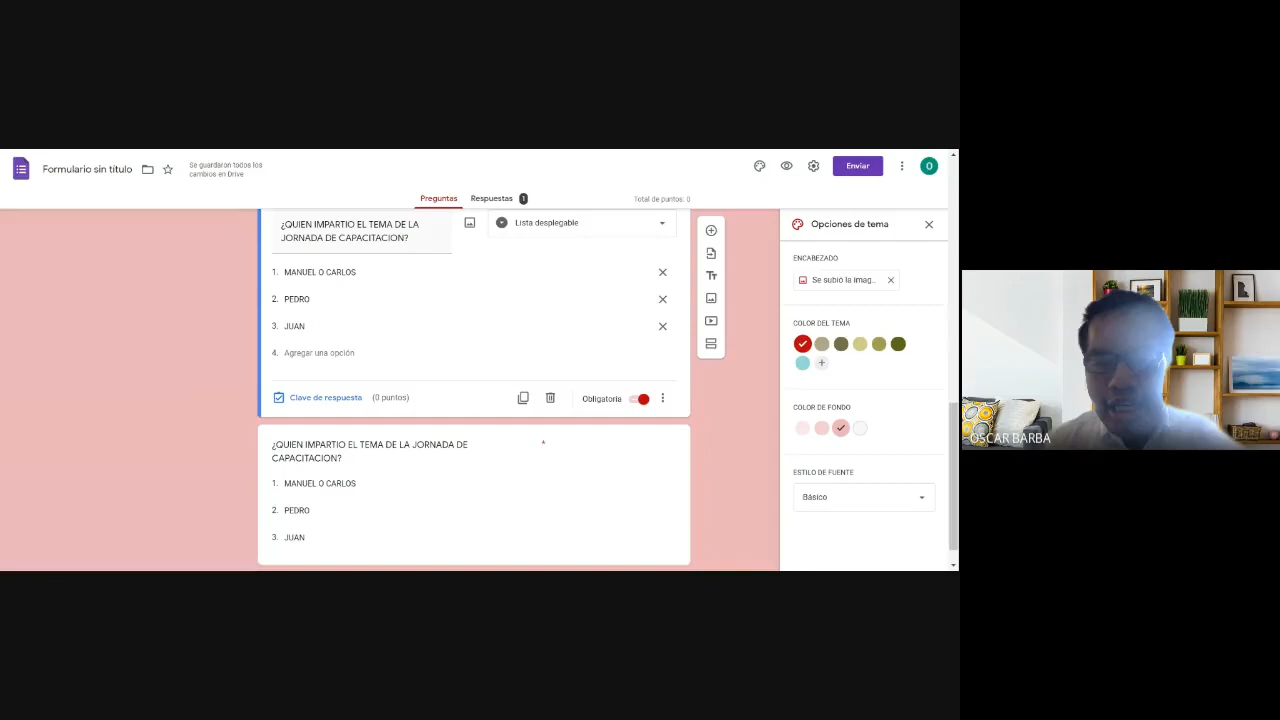 Formulario sin título
Se guardaron todos los
cambios en Drive
Enviar
O
Preguntas
Respuestas 1
Total de puntos: 0
¿QUIEN IMPARTIO EL TEMA DE LA
JORNADA DE CAPACITACION?
Lista desplegable
1. MANUEL O CARLOS
2. PEDRO
3. JUAN
4. Agregar una opción
Clave de respuesta (0 puntos)
Obligatoria
¿QUIEN IMPARTIO EL TEMA DE LA JORNADA DE
CAPACITACION?
*
1. MANUEL O CARLOS
2. PEDRO
3. JUAN
Tт
Opciones de tema
ENCABEZADO
Se subió la imag...
COLOR DEL TEMA
COLOR DE FONDO
ESTILO DE FUENTE
Básico
OSCAR BARBA